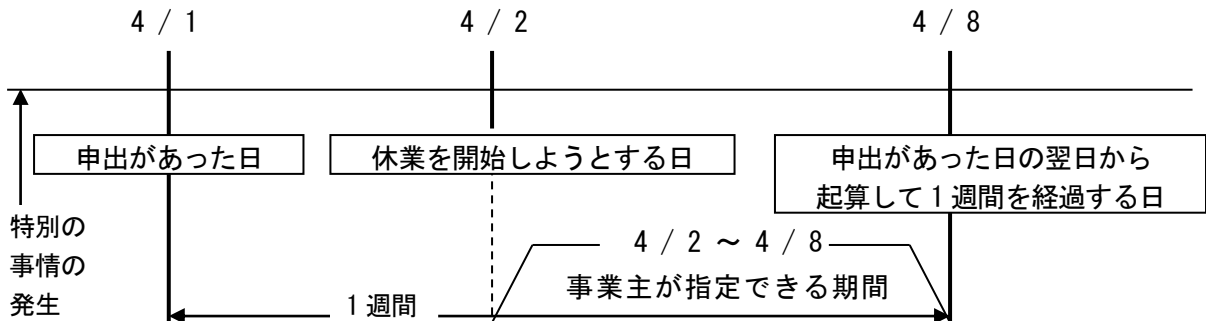 4 / 1
4 / 2
4 / 8
申出があった日
休業を開始しようとする日
申出があった日の翌日から
起算して1週間を経過する日
特別の
事情の
発生
4 / 2 ~ 4 / 8
事業主が指定できる期間
1週間